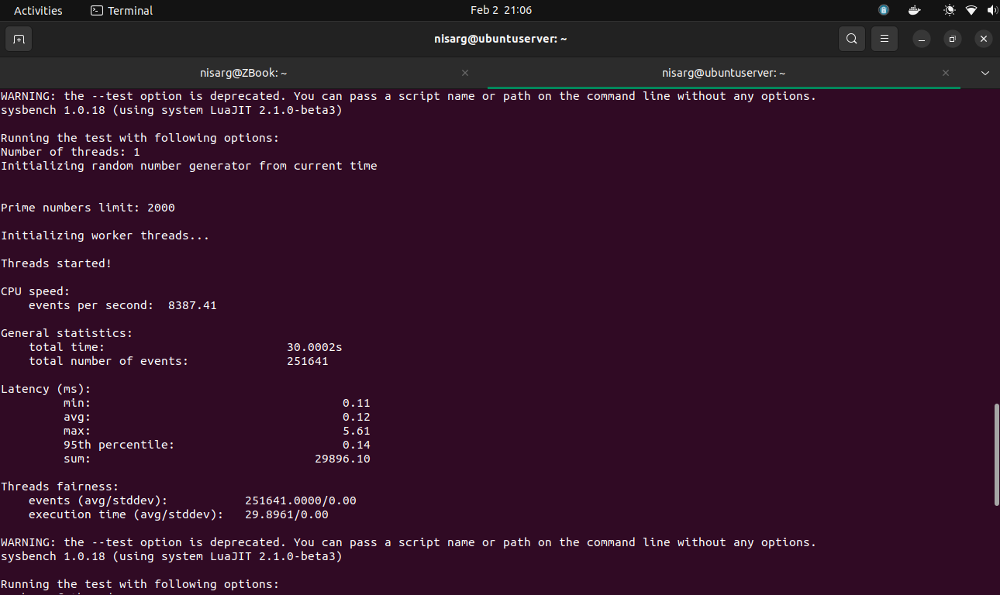 Activities Terminal Feb 2 21:06
nisarg@ubuntuserver: ~
nisarg@ZBook: ~ nisarg@ubuntuserver: ~
WARNING: the --test option is deprecated. You can pass a script name or path on the command line without any options.
sysbench 1.0.18 (using system LuaJIT 2.1.0-beta3)
Running the test with following options:
Number of threads: 1
Initializing random number generator from current time
Prime numbers limit: 2000
Initializing worker threads...
Threads started!
CPU speed:
events per second: 8387.41
General statistics:
total time: 30.0002s
total number of events: 251641
Latency (ms):
min: 0.11
avg: 0.12
max: 5.61
95th percentile: 0.14
sum: 29896.10
Threads fairness:
events (avg/stddev): 251641.0000/0.00
execution time (avg/stddev): 29.8961/0.00
WARNING: the --test option is deprecated. You can pass a script name or path on the command line without any options.
sysbench 1.0.18 (using system LuaJIT 2.1.0-beta3)
Running the test with following options: